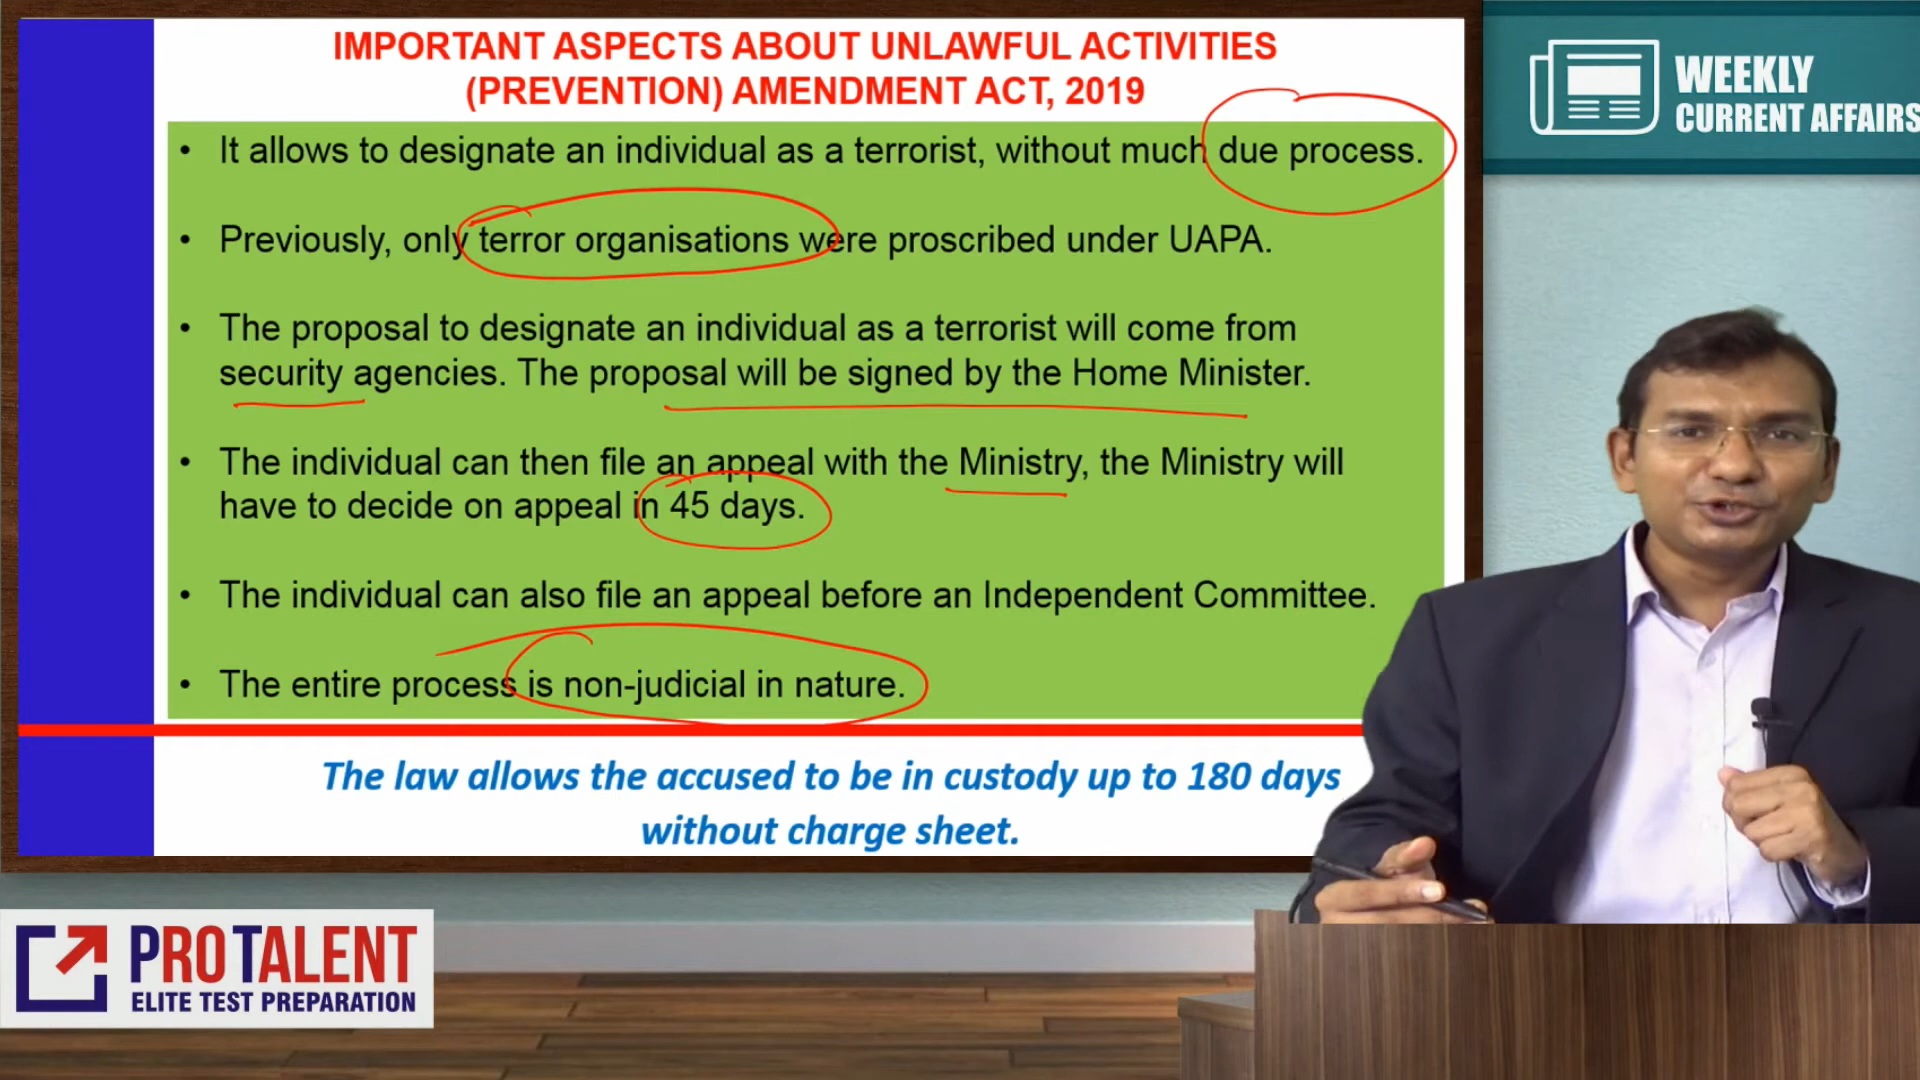 IMPORTANT ASPECTS ABOUT UNLAWFUL ACTIVITIES
(PREVENTION) AMENDMENT ACT, 2019
• It allows to designate an individual as a terrorist, without much due process.
• Previously, only terror organisations were proscribed under UAPA.
• The proposal to designate an individual as a terrorist will come from
security agencies. The proposal will be signed by the Home Minister.
• The individual can then file an appeal with the Ministry, the Ministry will
have to decide on appeal in 45 days.
• The individual can also file an appeal before an Independent Committee.
• The entire process is non-judicial in nature.
The law allows the accused to be in custody up to 180 days
without charge sheet.
WEEKLY
CURRENT AFFAIRS
PROTALENT
ELITE TEST PREPARATION